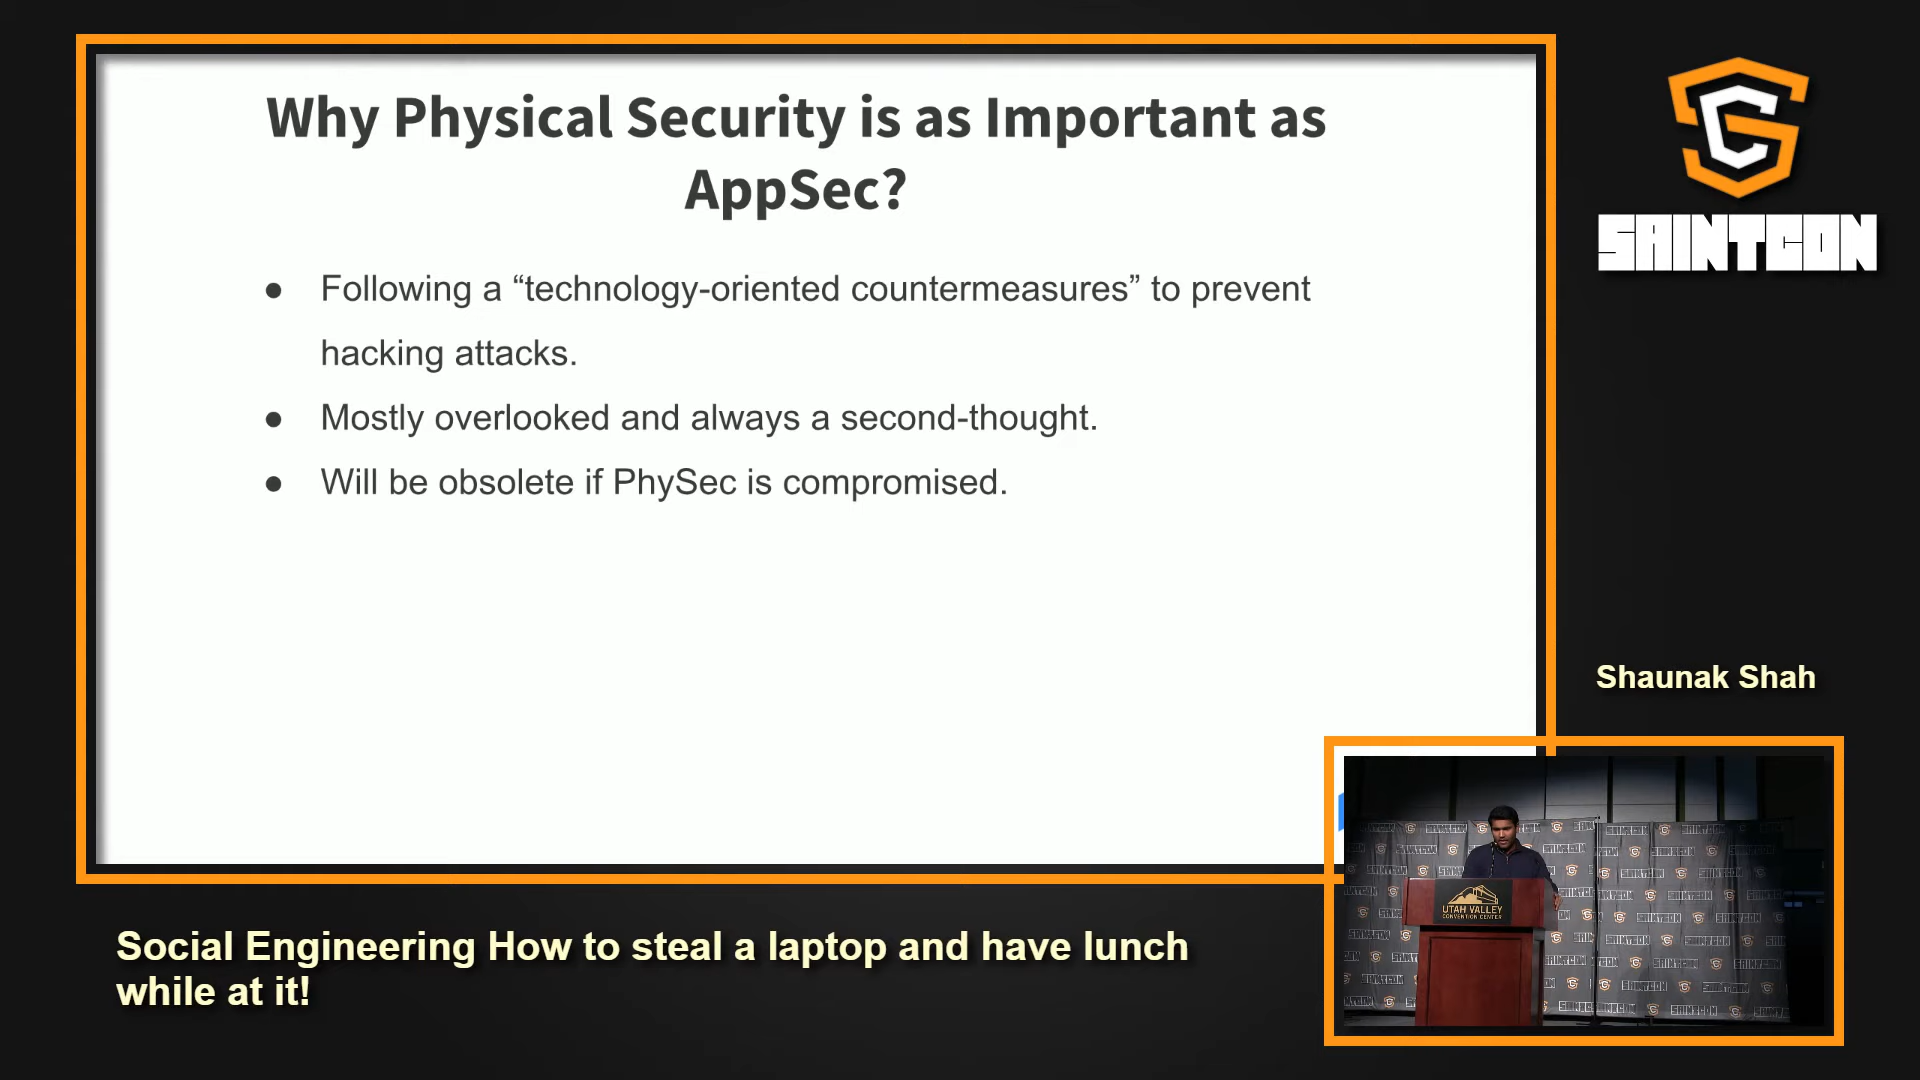 Why Physical Security is as Important as
AppSec?
● Following a “technology-oriented countermeasures” to prevent
hacking attacks.
● Mostly overlooked and always a second-thought.
● Will be obsolete if PhySec is compromised.
SAINTCON
Shaunak Shah
UTAH VALLEY
CONVENTION CENTER
Social Engineering How to steal a laptop and have lunch
while at it!